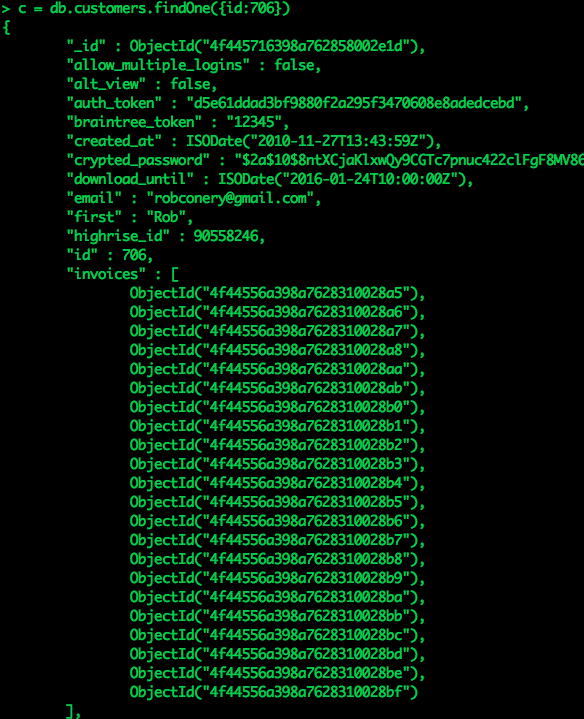 > c = db.customers.findOne({id:706})
{
"_id" : ObjectId("4f445716398a762858002e1d"),
"allow_multiple_logins" : false,
"alt_view" : false,
"auth_token" : "d5e61ddad3bf9880f2a295f3470608e8adedcebd",
"braintree_token" : "12345",
"created_at" : ISODate("2010-11-27T13:43:59Z"),
"crypted_password" : "$2a$10$8ntXCjaKlxwQy9CGTc7pnuc422clFgF8MV86
"download_until" : ISODate("2016-01-24T10:00:00Z"),
"email" : "robconery@gmail.com",
"first" : "Rob",
"highrise_id" : 90558246,
"id" : 706,
"invoices" : [
ObjectId("4f44556a398a7628310028a5"),
ObjectId("4f44556a398a7628310028a6"),
ObjectId("4f44556a398a7628310028a7"),
ObjectId("4f44556a398a7628310028a8"),
ObjectId("4f44556a398a7628310028aa"),
ObjectId("4f44556a398a7628310028ab"),
ObjectId("4f44556a398a7628310028b0"),
ObjectId("4f44556a398a7628310028b1"),
ObjectId("4f44556a398a7628310028b2"),
ObjectId("4f44556a398a7628310028b3"),
ObjectId("4f44556a398a7628310028b4"),
ObjectId("4f44556a398a7628310028b5"),
ObjectId("4f44556a398a7628310028b6"),
ObjectId("4f44556a398a7628310028b7"),
ObjectId("4f44556a398a7628310028b8"),
ObjectId("4f44556a398a7628310028b9"),
ObjectId("4f44556a398a7628310028ba"),
ObjectId("4f44556a398a7628310028bb"),
ObjectId("4f44556a398a7628310028bc"),
ObjectId("4f44556a398a7628310028bd"),
ObjectId("4f44556a398a7628310028be"),
ObjectId("4f44556a398a7628310028bf")
],